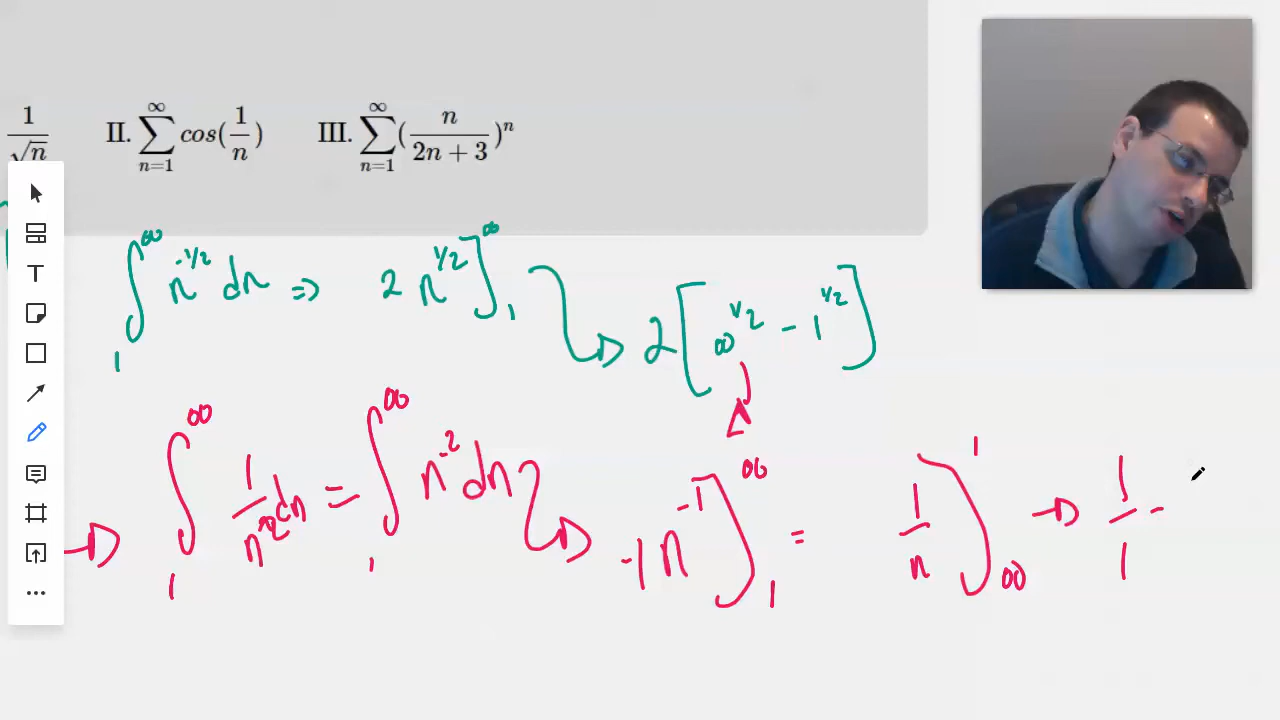 1/√n II. ∑_{n=1}^{∞} cos(1/n) III. ∑_{n=1}^{∞} (n/(2n+3))^n
∫_1^∞ n^{-1/2} dn ⇒ 2 n^{1/2} ]_1^∞ → 2[∞^{1/2} - 1^{1/2}]
→ ∫_1^∞ 1/n^2 dn = ∫_1^∞ n^{-2} dn → -1n^{-1} ]_1^∞ = 1/n ]_∞^1 → 1/1 -
T